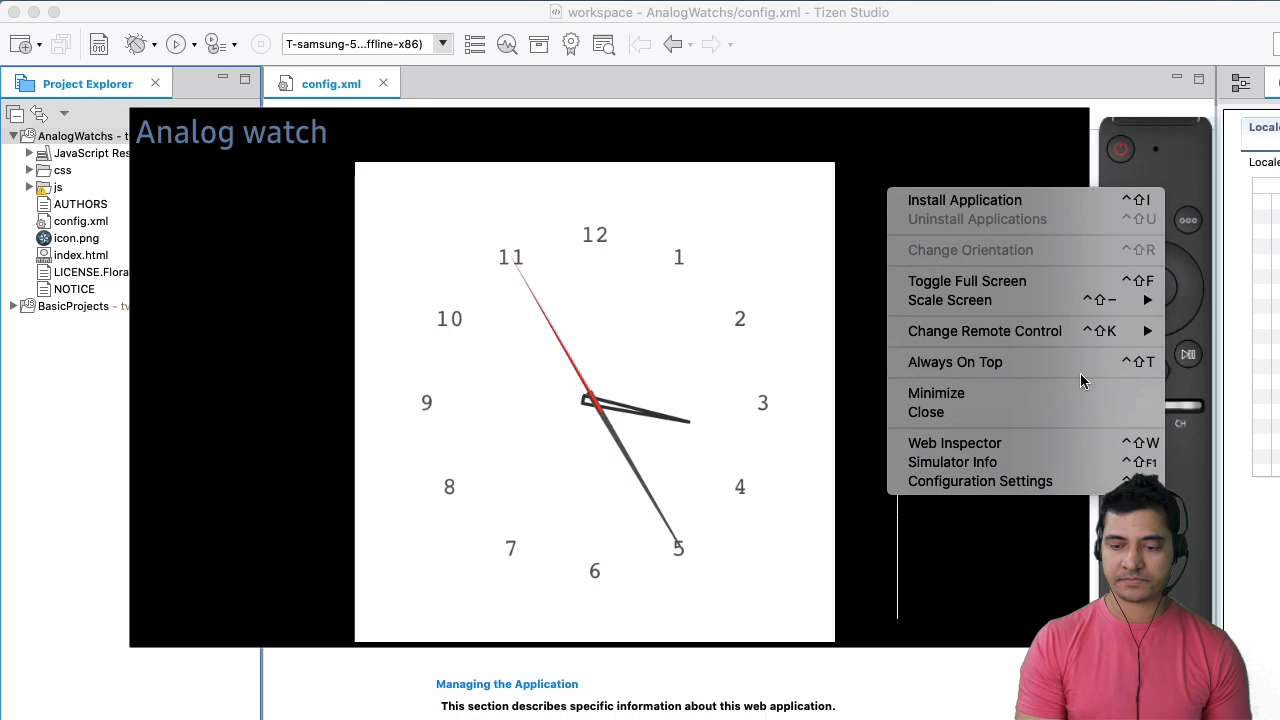 workspace - AnalogWatchs/config.xml - Tizen Studio
T-samsung-5...ffline-x86)
Project Explorer
config.xml
AnalogWatchs - t
JavaScript Res
css
js
AUTHORS
config.xml
icon.png
index.html
LICENSE.Flora
NOTICE
BasicProjects - tv
Analog watch
12
11
1
10
2
9
3
8
4
7
5
6
Install Application ⌃⇧I
Uninstall Applications ⌃⇧U
Change Orientation ⌃⇧R
Toggle Full Screen ⌃⇧F
Scale Screen ⌃⇧–
Change Remote Control ⌃⇧K
Always On Top ⌃⇧T
Minimize
Close
Web Inspector ⌃⇧W
Simulator Info ⌃⇧F1
Configuration Settings
CH
Locale
Locale
Managing the Application
This section describes specific information about this web application.